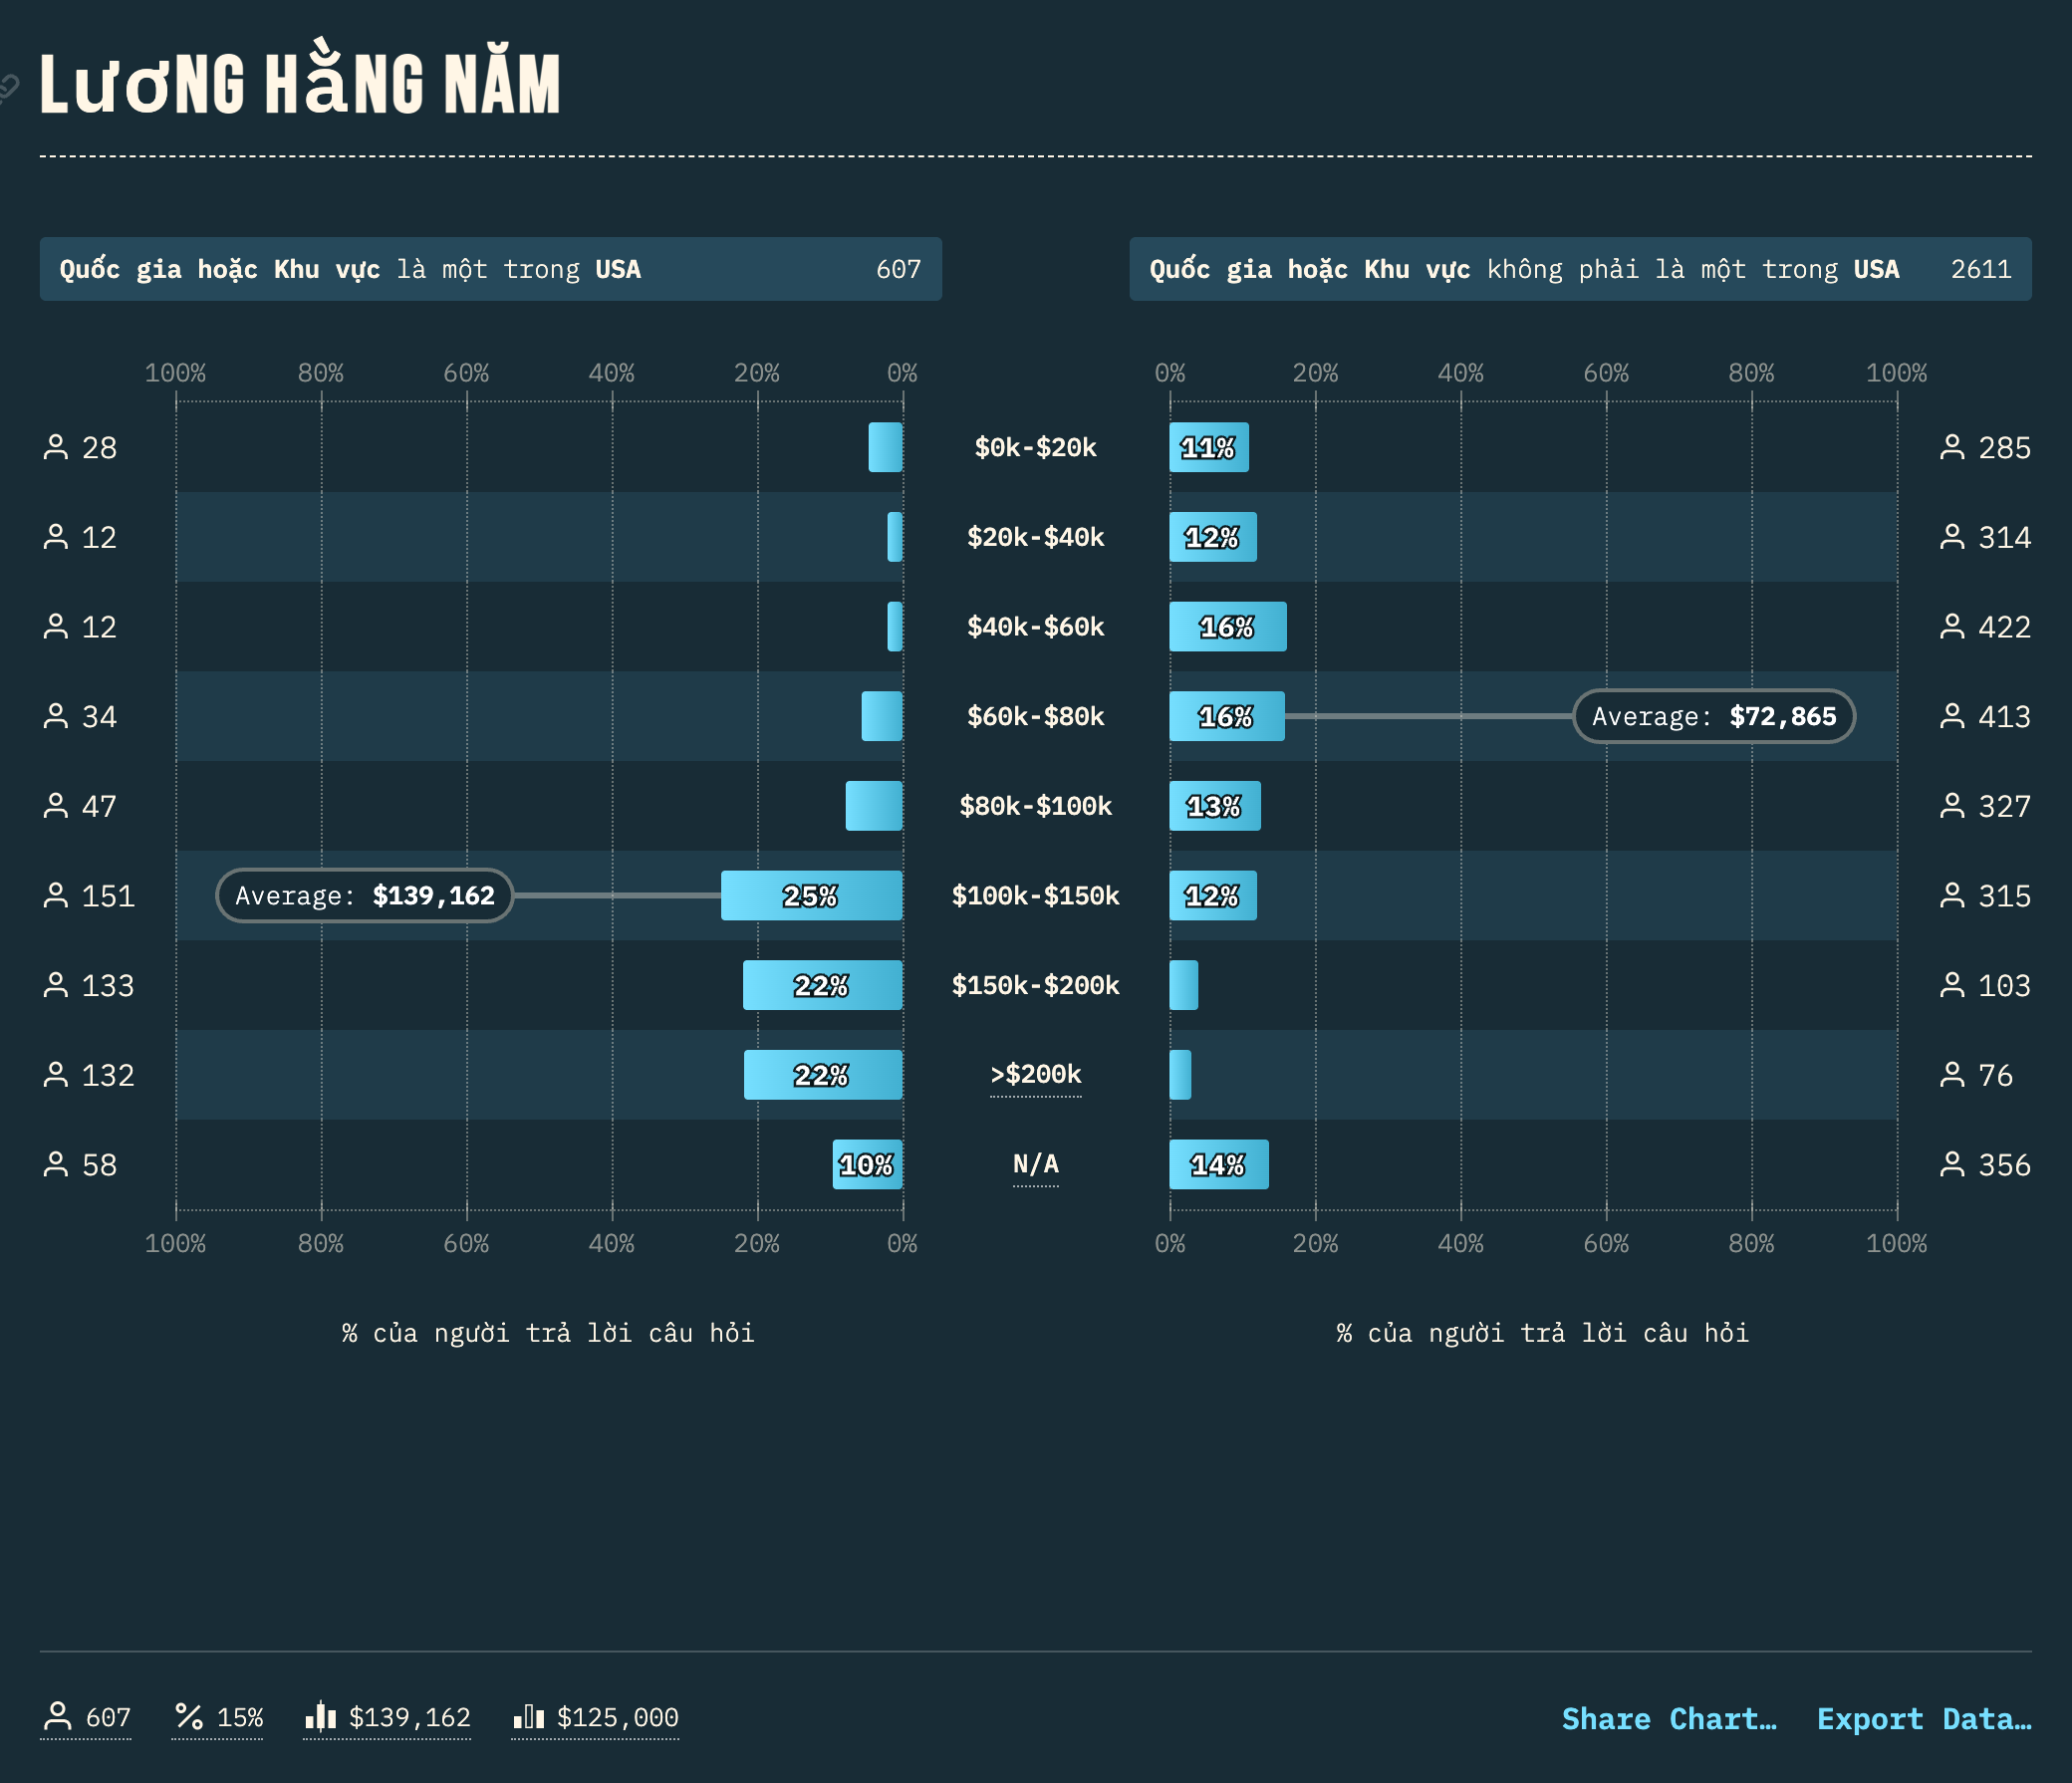 LươNG HằNG NĂM
Quốc gia hoặc Khu vực là một trong USA 607
Quốc gia hoặc Khu vực không phải là một trong USA 2611
100% 80% 60% 40% 20% 0% 0% 20% 40% 60% 80% 100%
28 $0k-$20k 11% 285
12 $20k-$40k 12% 314
12 $40k-$60k 16% 422
34 $60k-$80k 16% Average: $72,865 413
47 $80k-$100k 13% 327
151 Average: $139,162 25% $100k-$150k 12% 315
133 22% $150k-$200k 103
132 22% >$200k 76
58 10% N/A 14% 356
100% 80% 60% 40% 20% 0% 0% 20% 40% 60% 80% 100%
% của người trả lời câu hỏi % của người trả lời câu hỏi
607 15% $139,162 $125,000 Share Chart… Export Data…